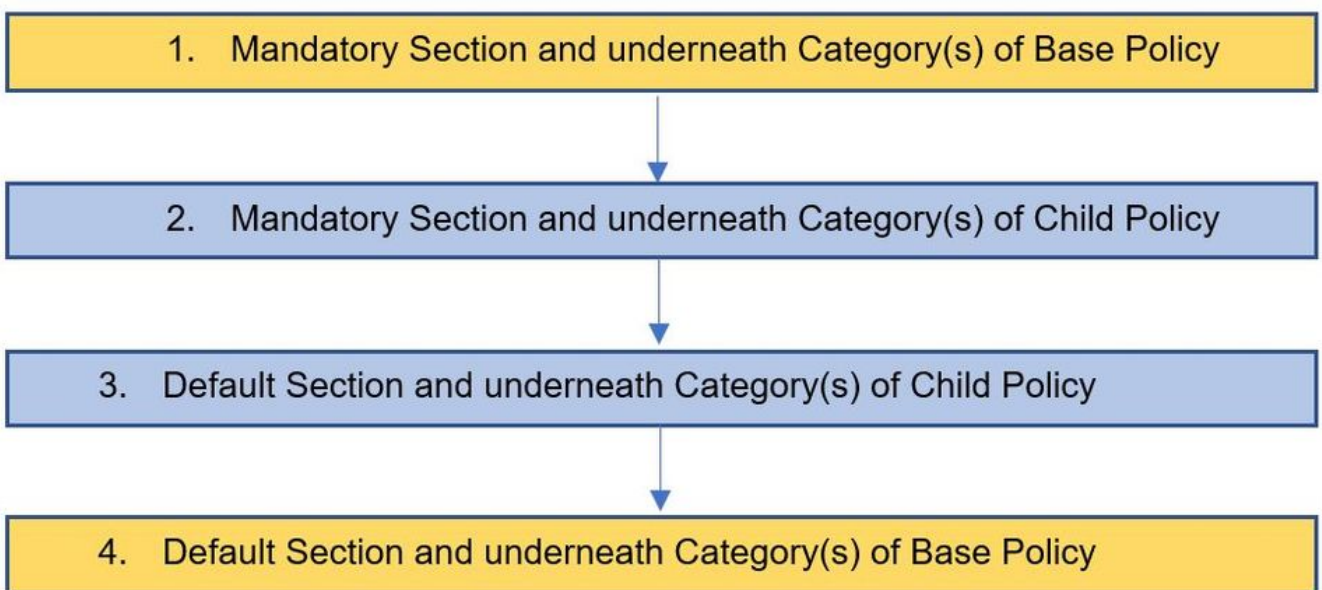 1. Mandatory Section and underneath Category(s) of Base Policy
2. Mandatory Section and underneath Category(s) of Child Policy
3. Default Section and underneath Category(s) of Child Policy
4. Default Section and underneath Category(s) of Base Policy